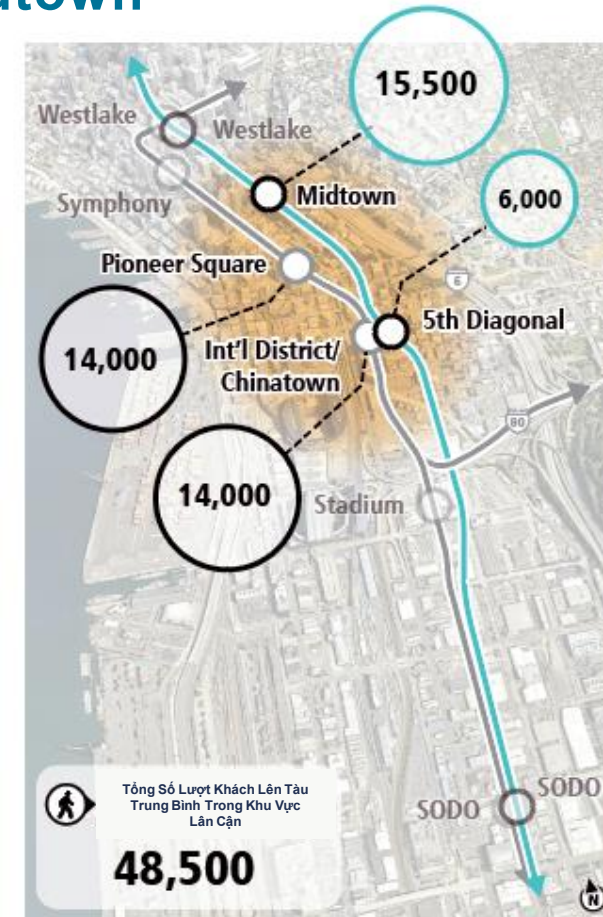 15,500
Westlake
Westlake
Symphony
Midtown
6,000
Pioneer Square
5th Diagonal
14,000
Int'l District/
Chinatown
14,000
Stadium
Tổng Số Lượt Khách Lên Tàu
Trung Bình Trong Khu Vực
Lân Cận
48,500
SODO
SODO
N